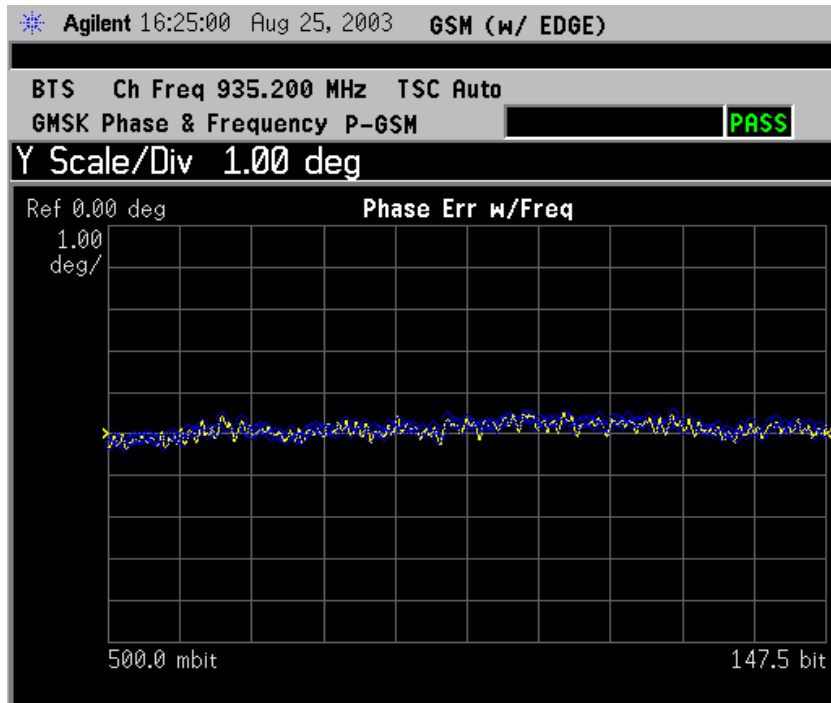 Agilent 16:25:00 Aug 25, 2003 GSM (w/ EDGE)
BTS Ch Freq 935.200 MHz TSC Auto
GMSK Phase & Frequency P-GSM PASS
Y Scale/Div 1.00 deg
Ref 0.00 deg Phase Err w/Freq
1.00
deg/
500.0 mbit 147.5 bit